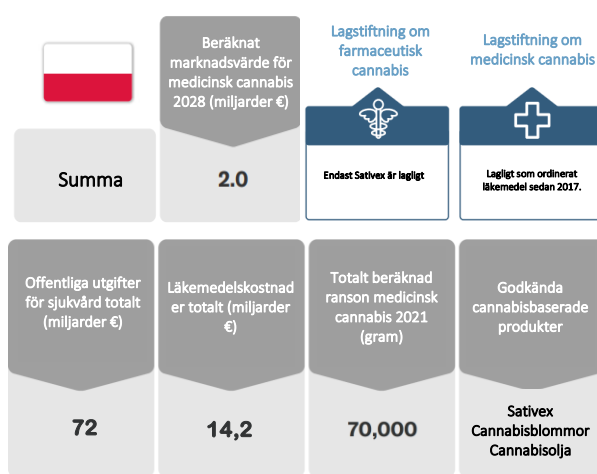 Beräknat
marknadsvärde för
medicinsk cannabis
2028 (miljarder €)
Lagstiftning om
farmaceutisk
cannabis
Lagstiftning om
medicinsk cannabis
Summa
2.0
Endast Sativex är lagligt
Lagligt som ordinerat
läkemedel sedan 2017.
Offentliga utgifter
för sjukvård totalt
(miljarder €)
Läkemedelskostnad
er totalt (miljarder
€)
Totalt beräknad
ranson medicinsk
cannabis 2021
(gram)
Godkända
cannabisbaserade
produkter
72
14,2
70,000
Sativex
Cannabisblommor
Cannabisolja